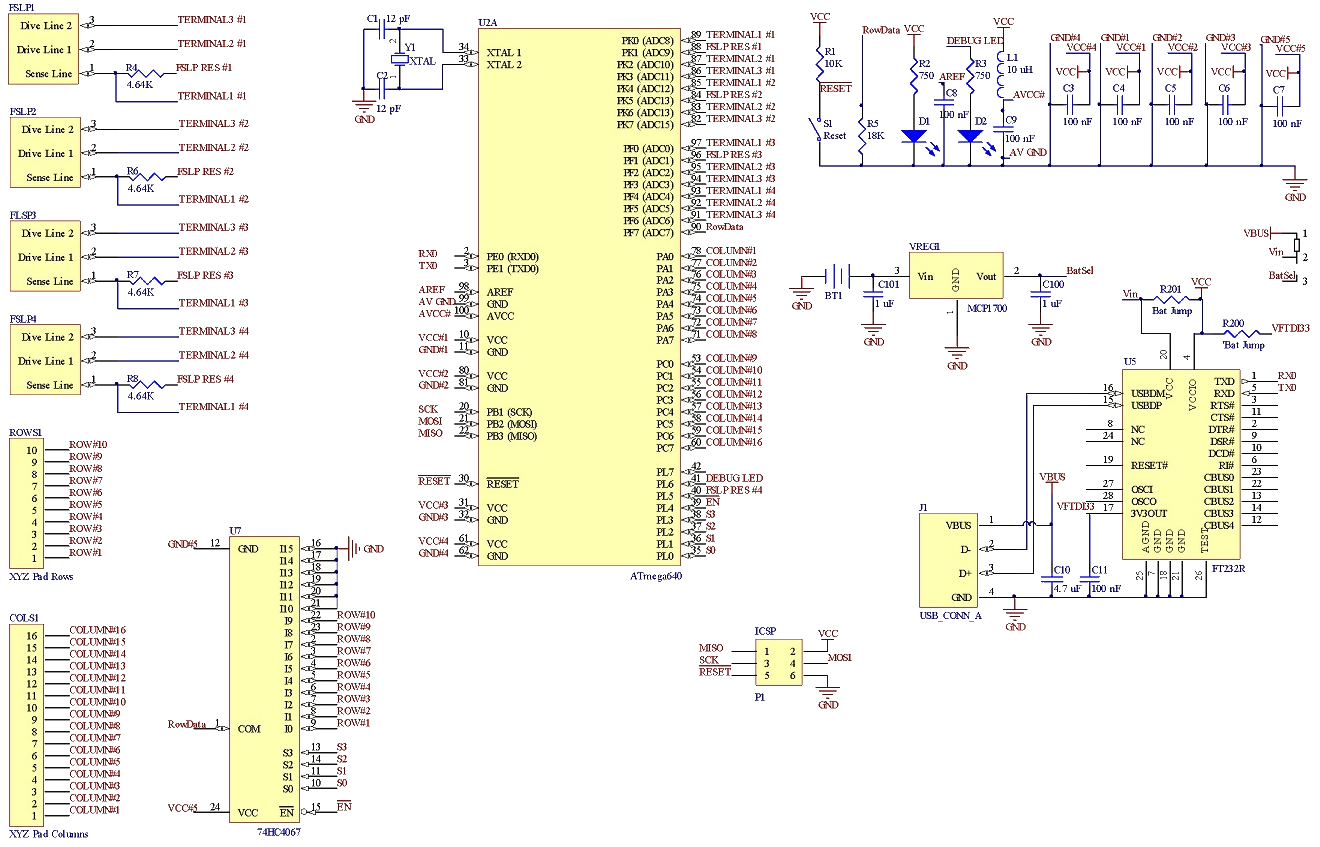 FSLP1
Dive Line 2 3 TERMINAL3 #1
Drive Line 1 2 TERMINAL2 #1
Sense Line 1 R4 4.64K FSLP RES #1
TERMINAL1 #1
FSLP2
Dive Line 2 3 TERMINAL3 #2
Drive Line 1 2 TERMINAL2 #2
Sense Line 1 R6 4.64K FSLP RES #2
TERMINAL1 #2
FLSP3
Dive Line 2 3 TERMINAL3 #3
Drive Line 1 2 TERMINAL2 #3
Sense Line 1 R7 4.64K FSLP RES #3
TERMINAL1 #3
FSLP4
Dive Line 2 3 TERMINAL3 #4
Drive Line 1 2 TERMINAL2 #4
Sense Line 1 R8 4.64K FSLP RES #4
TERMINAL1 #4
ROWS1
10 ROW#10
9 ROW#9
8 ROW#8
7 ROW#7
6 ROW#6
5 ROW#5
4 ROW#4
3 ROW#3
2 ROW#2
1 ROW#1
XYZ Pad Rows
COLS1
16 COLUMN#16
15 COLUMN#15
14 COLUMN#14
13 COLUMN#13
12 COLUMN#12
11 COLUMN#11
10 COLUMN#10
9 COLUMN#9
8 COLUMN#8
7 COLUMN#7
6 COLUMN#6
5 COLUMN#5
4 COLUMN#4
3 COLUMN#3
2 COLUMN#2
1 COLUMN#1
XYZ Pad Columns
U7
GND#5 12 GND
RowData 1 COM
VCC#5 24 VCC
I15 16 GND
I14 17
I13 18
I12 19
I11 20
I10 21
I9 22 ROW#10
I8 23 ROW#9
I7 2 ROW#8
I6 3 ROW#7
I5 4 ROW#6
I4 5 ROW#5
I3 6 ROW#4
I2 7 ROW#3
I1 8 ROW#2
I0 9 ROW#1
S3 13 S3
S2 14 S2
S1 11 S1
S0 10 S0
EN 15 EN
74HC4067
C1 12 pF
2 Y1
XTAL
1
C2
12 pF
GND
U2A
34 XTAL 1
33 XTAL 2
RX0 2 PE0 (RXD0)
TX0 3 PE1 (TXD0)
AREF 98 AREF
AV GND 99 GND
AVCC# 100 AVCC
VCC#1 10 VCC
GND#1 11 GND
VCC#2 80 VCC
GND#2 81 GND
SCK 20 PB1 (SCK)
MOSI 21 PB2 (MOSI)
MISO 22 PB3 (MISO)
RESET 30 RESET
VCC#3 31 VCC
GND#3 32 GND
VCC#4 61 VCC
GND#4 62 GND
PK0 (ADC8) 89 TERMINAL1 #1
PK1 (ADC9) 88 FSLP RES #1
PK2 (ADC10) 87 TERMINAL2 #1
PK3 (ADC11) 86 TERMINAL3 #1
PK4 (ADC12) 85 TERMINAL1 #2
PK5 (ADC13) 84 FSLP RES #2
PK6 (ADC13) 83 TERMINAL2 #2
PK7 (ADC15) 82 TERMINAL3 #2
PF0 (ADC0) 97 TERMINAL1 #3
PF1 (ADC1) 96 FSLP RES #3
PF2 (ADC2) 95 TERMINAL2 #3
PF3 (ADC3) 94 TERMINAL3 #3
PF4 (ADC4) 93 TERMINAL1 #4
PF5 (ADC5) 92 TERMINAL2 #4
PF6 (ADC6) 91 TERMINAL3 #4
PF7 (ADC7) 90 RowData
PA0 78 COLUMN#1
PA1 77 COLUMN#2
PA2 76 COLUMN#3
PA3 75 COLUMN#4
PA4 74 COLUMN#5
PA5 73 COLUMN#6
PA6 72 COLUMN#7
PA7 71 COLUMN#8
PC0 53 COLUMN#9
PC1 54 COLUMN#10
PC2 55 COLUMN#11
PC3 56 COLUMN#12
PC4 57 COLUMN#13
PC5 58 COLUMN#14
PC6 59 COLUMN#15
PC7 60 COLUMN#16
PL7 42
PL6 41 DEBUG LED
PL5 40 FSLP RES #4
PL4 39 EN
PL3 38 S3
PL2 37 S2
PL1 36 S1
PL0 35 S0
ATmega640
VCC
R1
10K
RESET
S1
Reset
RowData
R5
18K
VCC
R2
750
D1
AREF
C8
100 nF
DEBUG LED
R3
750
D2
VCC
L1
10 uH
AVCC#
C9
100 nF
AV GND
GND#4
VCC#4
VCC
C3
100 nF
GND#1
VCC#1
VCC
C4
100 nF
GND#2
VCC#2
VCC
C5
100 nF
GND#3
VCC#3
VCC
C6
100 nF
GND#5
VCC#5
VCC
C7
100 nF
GND
VBUS 1
Vin 2
BatSel 3
GND
BT1
C101
1 uF
GND
VREG1
3 Vin
GND
Vout 2
1
MCP1700
GND
BatSel
C100
1 uF
GND
Vin R201
Bat Jump
VCC
R200
Bat Jump
VFTDI33
U5
20 VCC
4 VCCIO
16 USBDM
15 USBDP
8 NC
24 NC
19 RESET#
27 OSCI
28 OSCO
VFTDI33 17 3V3OUT
TXD 1 RX0
RXD 5 TX0
RTS# 3
CTS# 11
DTR# 2
DSR# 9
DCD# 10
RI# 6
CBUS0 23
CBUS1 22
CBUS2 13
CBUS3 14
CBUS4 12
AGND 25
GND 7
GND 18
GND 21
TEST 26
FT232R
VBUS
J1
VBUS 1
D- 2
D+ 3
GND 4
USB_CONN_A
C10
4.7 uF
C11
100 nF
GND
ICSP
MISO 1 2 VCC
SCK 3 4 MOSI
RESET 5 6
P1
GND